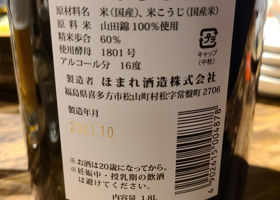 原材料名 米(国産)、米こうじ(国産米)
原料米 山田錦100%使用
精米歩合 60%
使用酵母 1801号
アルコール分 16度
キャップ
(中栓)
製造者 ほまれ酒造株式会社
福島県喜多方市松山町村松字常盤町2706
製造年月
2021.10
※お酒は20歳になってから。
※妊娠中・授乳期の飲酒
は避けてください。
内容量 1.8L
4902615004878